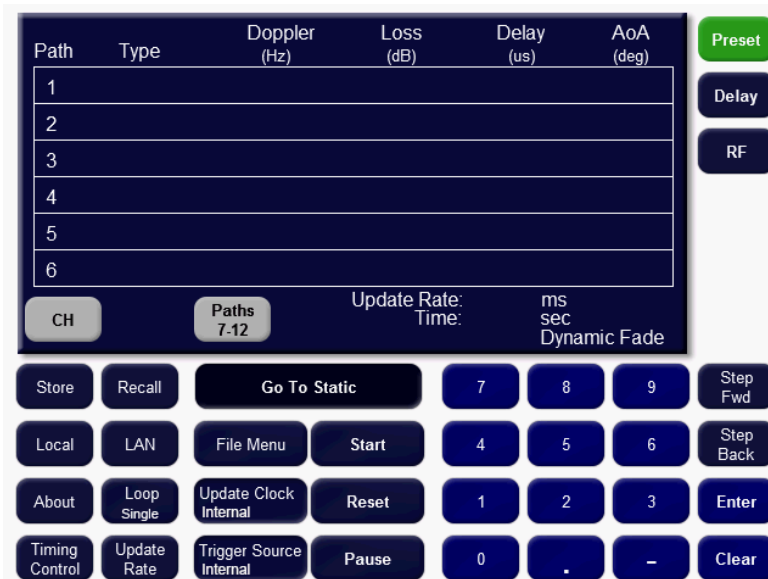 Path Type Doppler (Hz) Loss (dB) Delay (us) AoA (deg)
1
2
3
4
5
6
CH Paths 7-12
Update Rate: ms
Time: sec
Dynamic Fade
Preset
Delay
RF
Store Recall Go To Static 7 8 9 Step Fwd
Local LAN File Menu Start 4 5 6 Step Back
About Loop Single Update Clock Internal Reset 1 2 3 Enter
Timing Control Update Rate Trigger Source Internal Pause 0 . – Clear